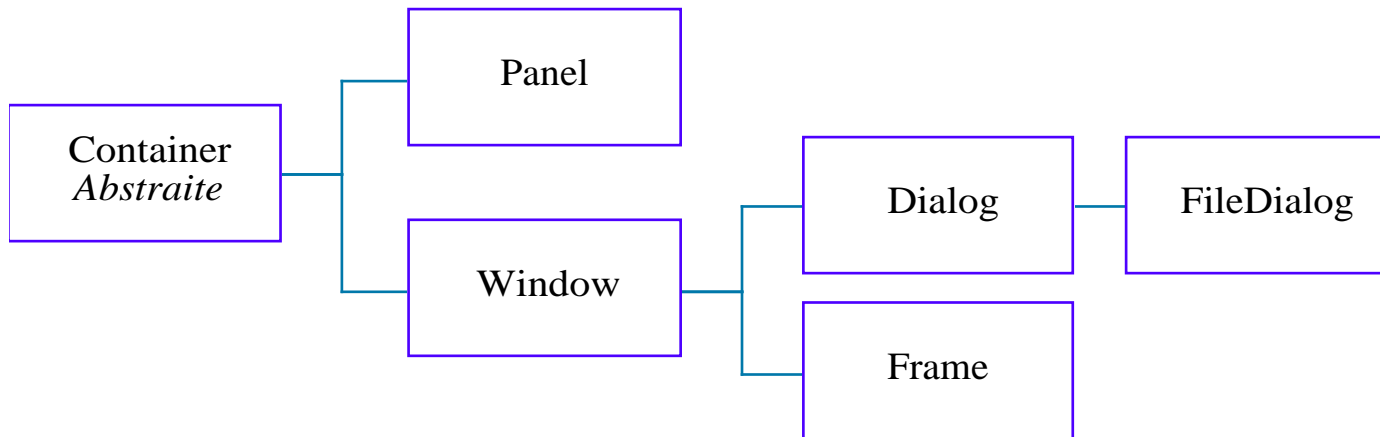 Panel
Container
Abstraite
Dialog
FileDialog
Window
Frame